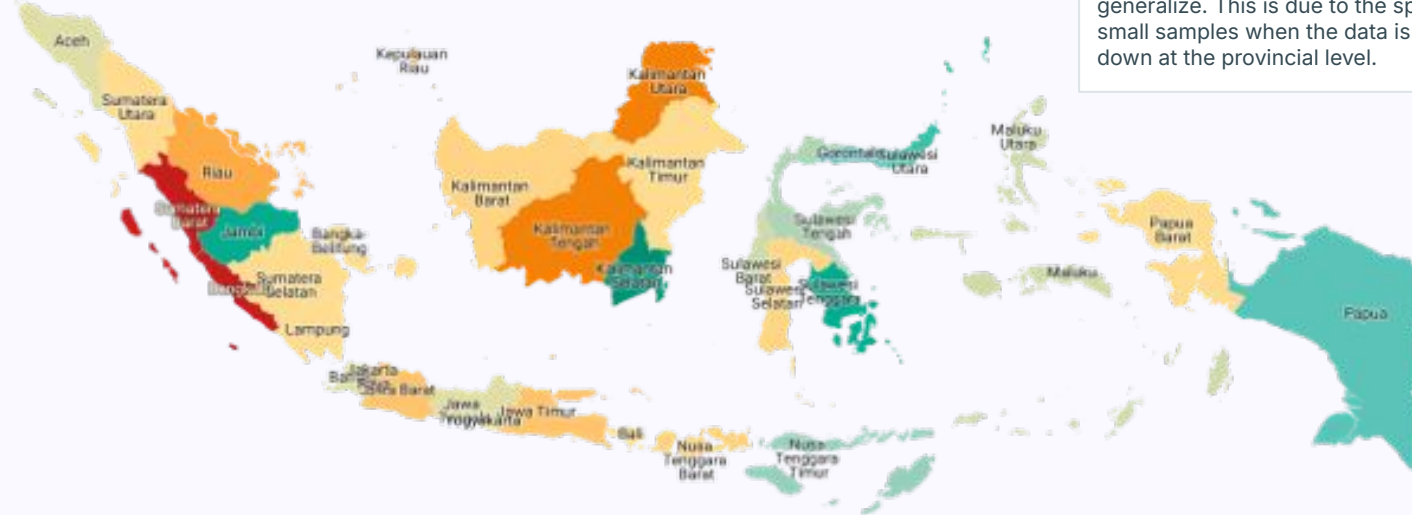 generalize. This is due to the sp
small samples when the data is
down at the provincial level.
Aceh
Sumatera
Utara
Kepulauan
Riau
Riau
Sumatera
Barat
Jambi
Bangka-
Belitung
Sumatera
Selatan
Lampung
Kalimantan
Utara
Kalimantan
Timur
Kalimantan
Barat
Kalimantan
Tengah
Kalimantan
Selatan
Gorontalo
Sulawesi
Utara
Sulawesi
Tengah
Sulawesi
Barat
Sulawesi
Selatan
Sulawesi
Tenggara
Maluku
Utara
Maluku
Papua
Barat
Papua
Jakarta
Barat
Jawa
Yogyakarta
Jawa Timur
Bali
Nusa
Tenggara
Barat
Nusa
Tenggara
Timur